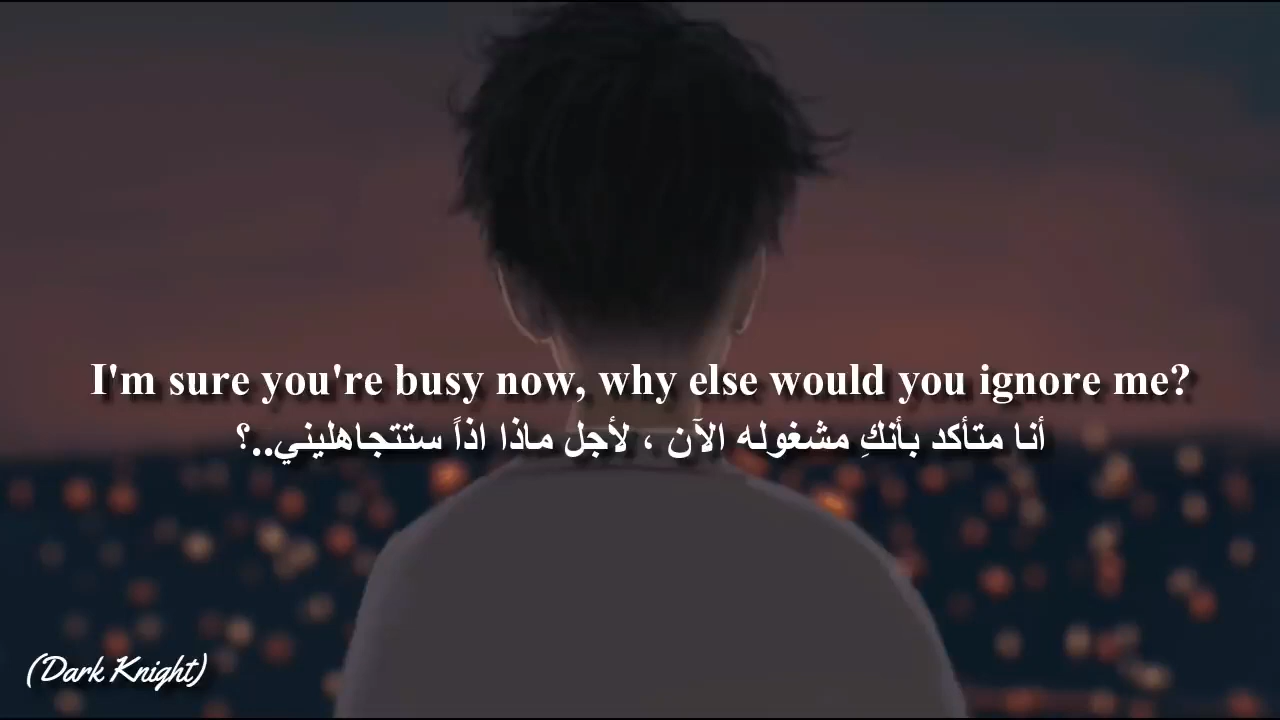 I'm sure you're busy now, why else would you ignore me?
أنا متأكد بأنكِ مشغوله الآن ، لأجل ماذا اذاً ستتجاهليني..؟
(Dark Knight)